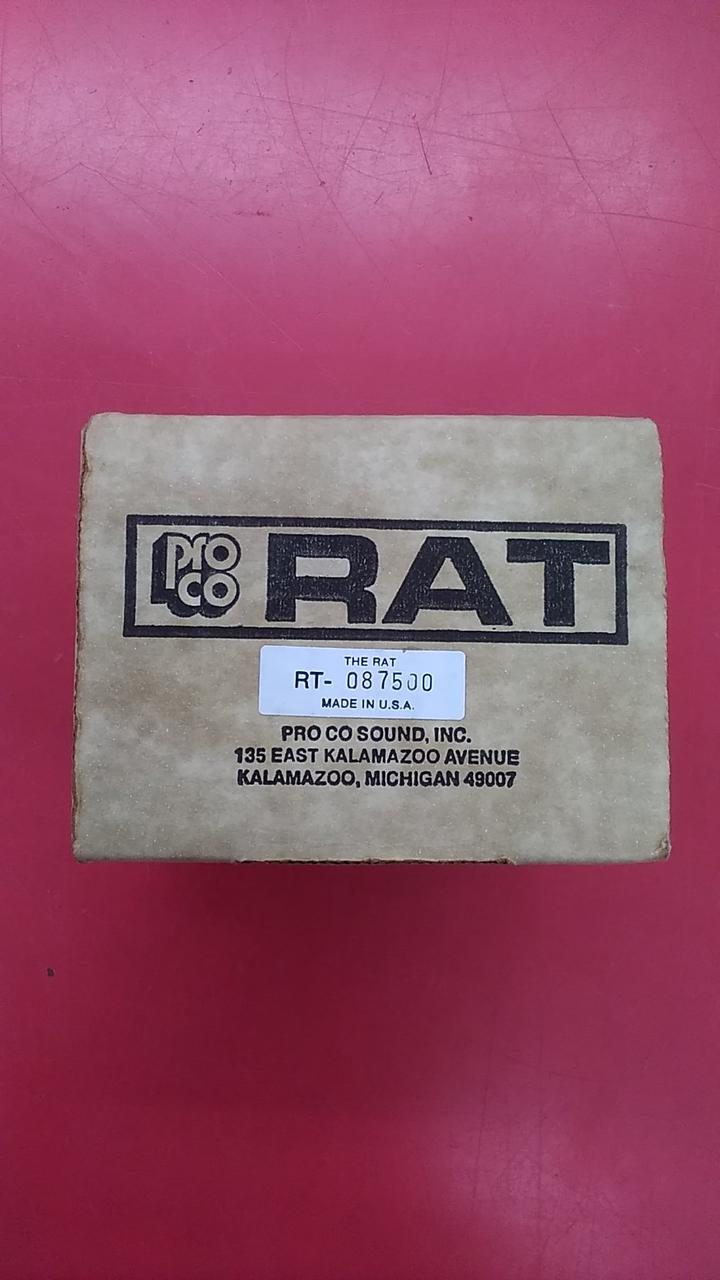 pro co RAT
THE RAT
RT- 087500
MADE IN U.S.A.
PRO CO SOUND, INC.
135 EAST KALAMAZOO AVENUE
KALAMAZOO, MICHIGAN 49007